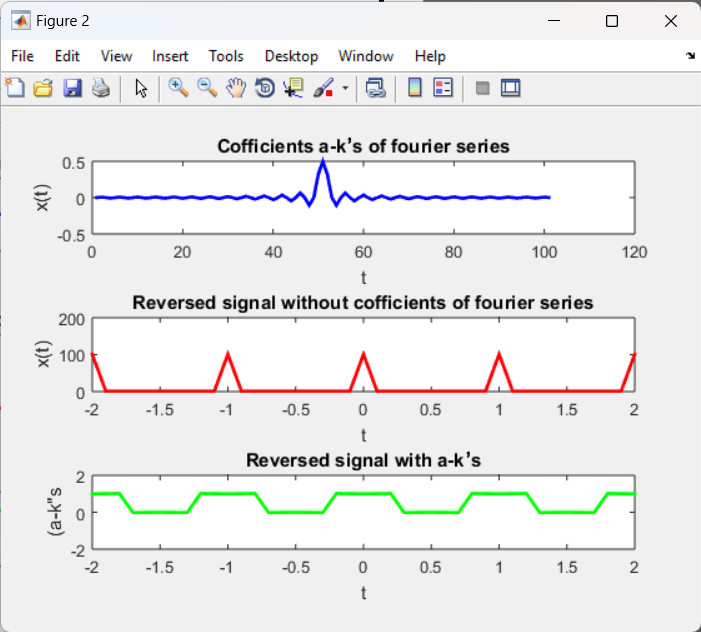 Figure 2
File Edit View Insert Tools Desktop Window Help
Cofficients a-k's of fourier series
0.5
0
-0.5
x(t)
0 20 40 60 80 100 120
t
Reversed signal without cofficients of fourier series
200
100
0
x(t)
-2 -1.5 -1 -0.5 0 0.5 1 1.5 2
t
Reversed signal with a-k's
2
0
-2
(a-k"s
-2 -1.5 -1 -0.5 0 0.5 1 1.5 2
t